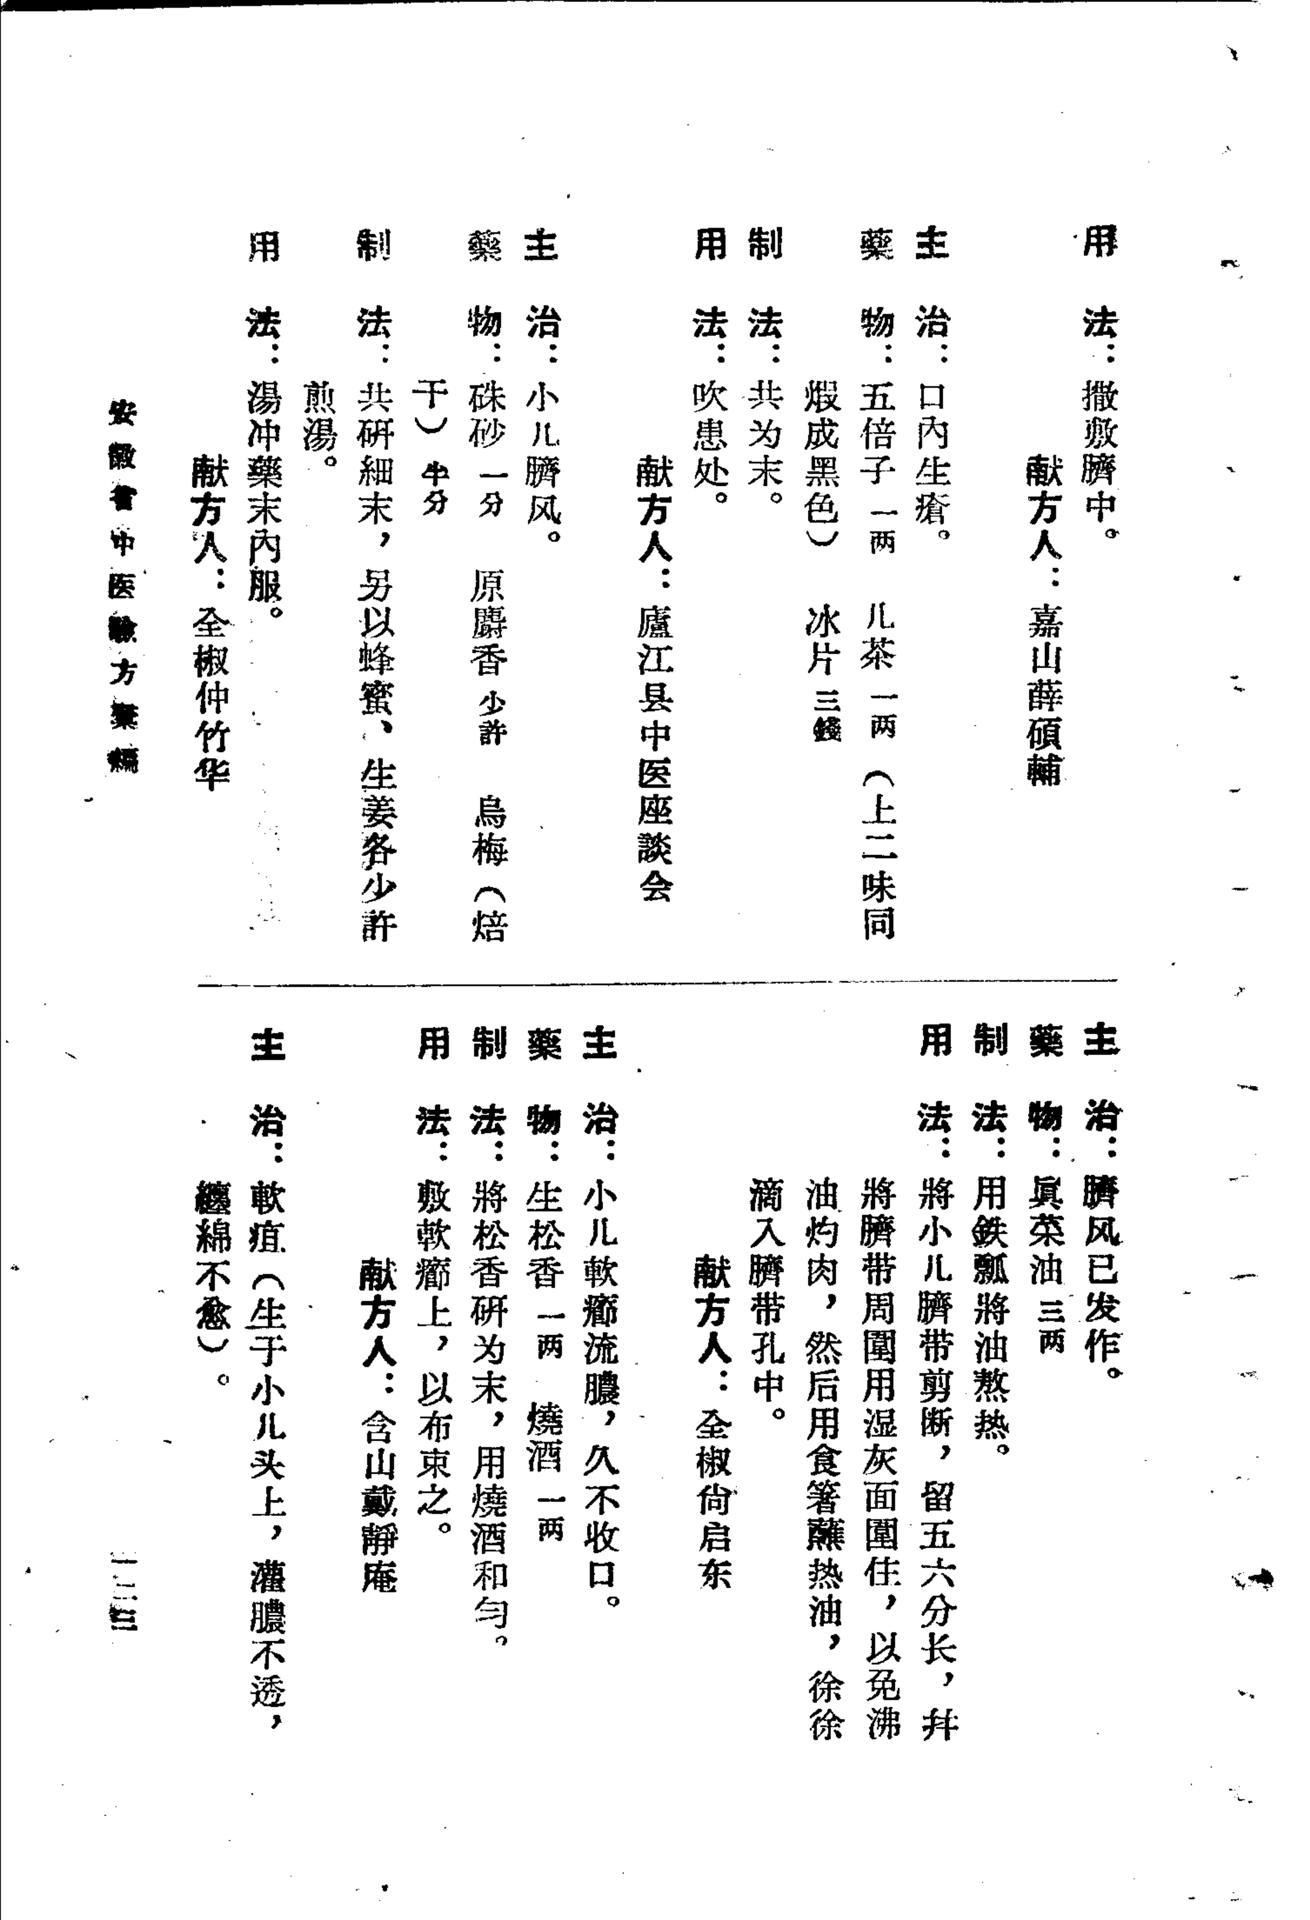 用　法：撒敷臍中。
献方人：嘉山薛碩輔
主　治：口內生瘡。
藥　物：五倍子一两　儿茶一两（上二味同
煆成黑色）　冰片三錢
制　法：共为末。
用　法：吹患处。
献方人：廬江县中医座談会
主　治：小儿臍风。
藥　物：硃砂一分　原麝香少許　烏梅（焙
干）半分
制　法：共研細末，另以蜂蜜、生姜各少許
煎湯。
用　法：湯冲藥末內服。
献方人：全椒仲竹华
主　治：臍风已发作。
藥　物：眞菜油三两
制　法：用鉄瓢將油熬热。
用　法：將小儿臍带剪断，留五六分长，幷
將臍带周圍用湿灰面圍住，以免沸
油灼肉，然后用食箸蘸热油，徐徐
滴入臍带孔中。
献方人：全椒尙启东
主　治：小儿軟癤流膿，久不收口。
藥　物：生松香一两　燒酒一两
制　法：將松香研为末，用燒酒和匀。
用　法：敷軟癤上，以布束之。
献方人：含山戴靜庵
主　治：軟疽（生于小儿头上，灌膿不透，
纏綿不愈）。
安徽省中医驗方彙編
一二三